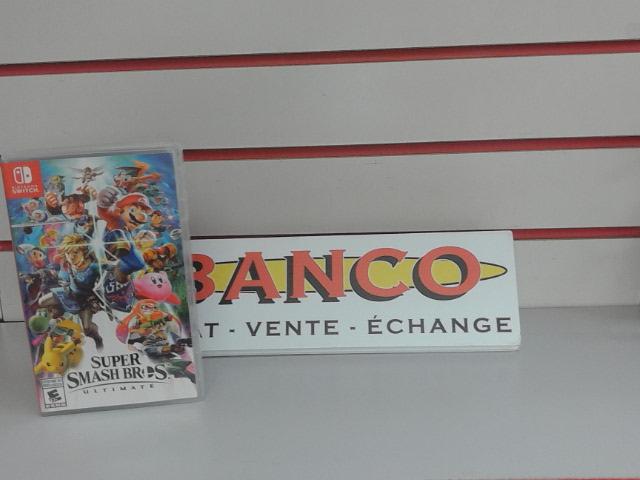 NINTENDO
SWITCH
SUPER
SMASH BROS.
ULTIMATE
E
BANCO
AT - VENTE - ÉCHANGE